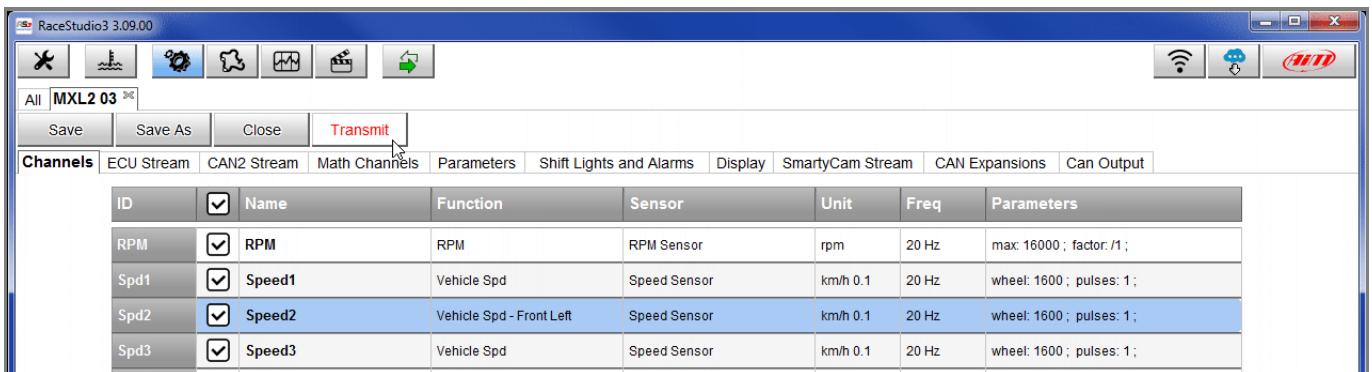 RaceStudio3 3.09.00
AiM
All MXL2 03
Save Save As Close Transmit
Channels ECU Stream CAN2 Stream Math Channels Parameters Shift Lights and Alarms Display SmartyCam Stream CAN Expansions Can Output
ID Name Function Sensor Unit Freq Parameters
RPM RPM RPM RPM Sensor rpm 20 Hz max: 16000 ; factor: /1 ;
Spd1 Speed1 Vehicle Spd Speed Sensor km/h 0.1 20 Hz wheel: 1600 ; pulses: 1 ;
Spd2 Speed2 Vehicle Spd - Front Left Speed Sensor km/h 0.1 20 Hz wheel: 1600 ; pulses: 1 ;
Spd3 Speed3 Vehicle Spd Speed Sensor km/h 0.1 20 Hz wheel: 1600 ; pulses: 1 ;